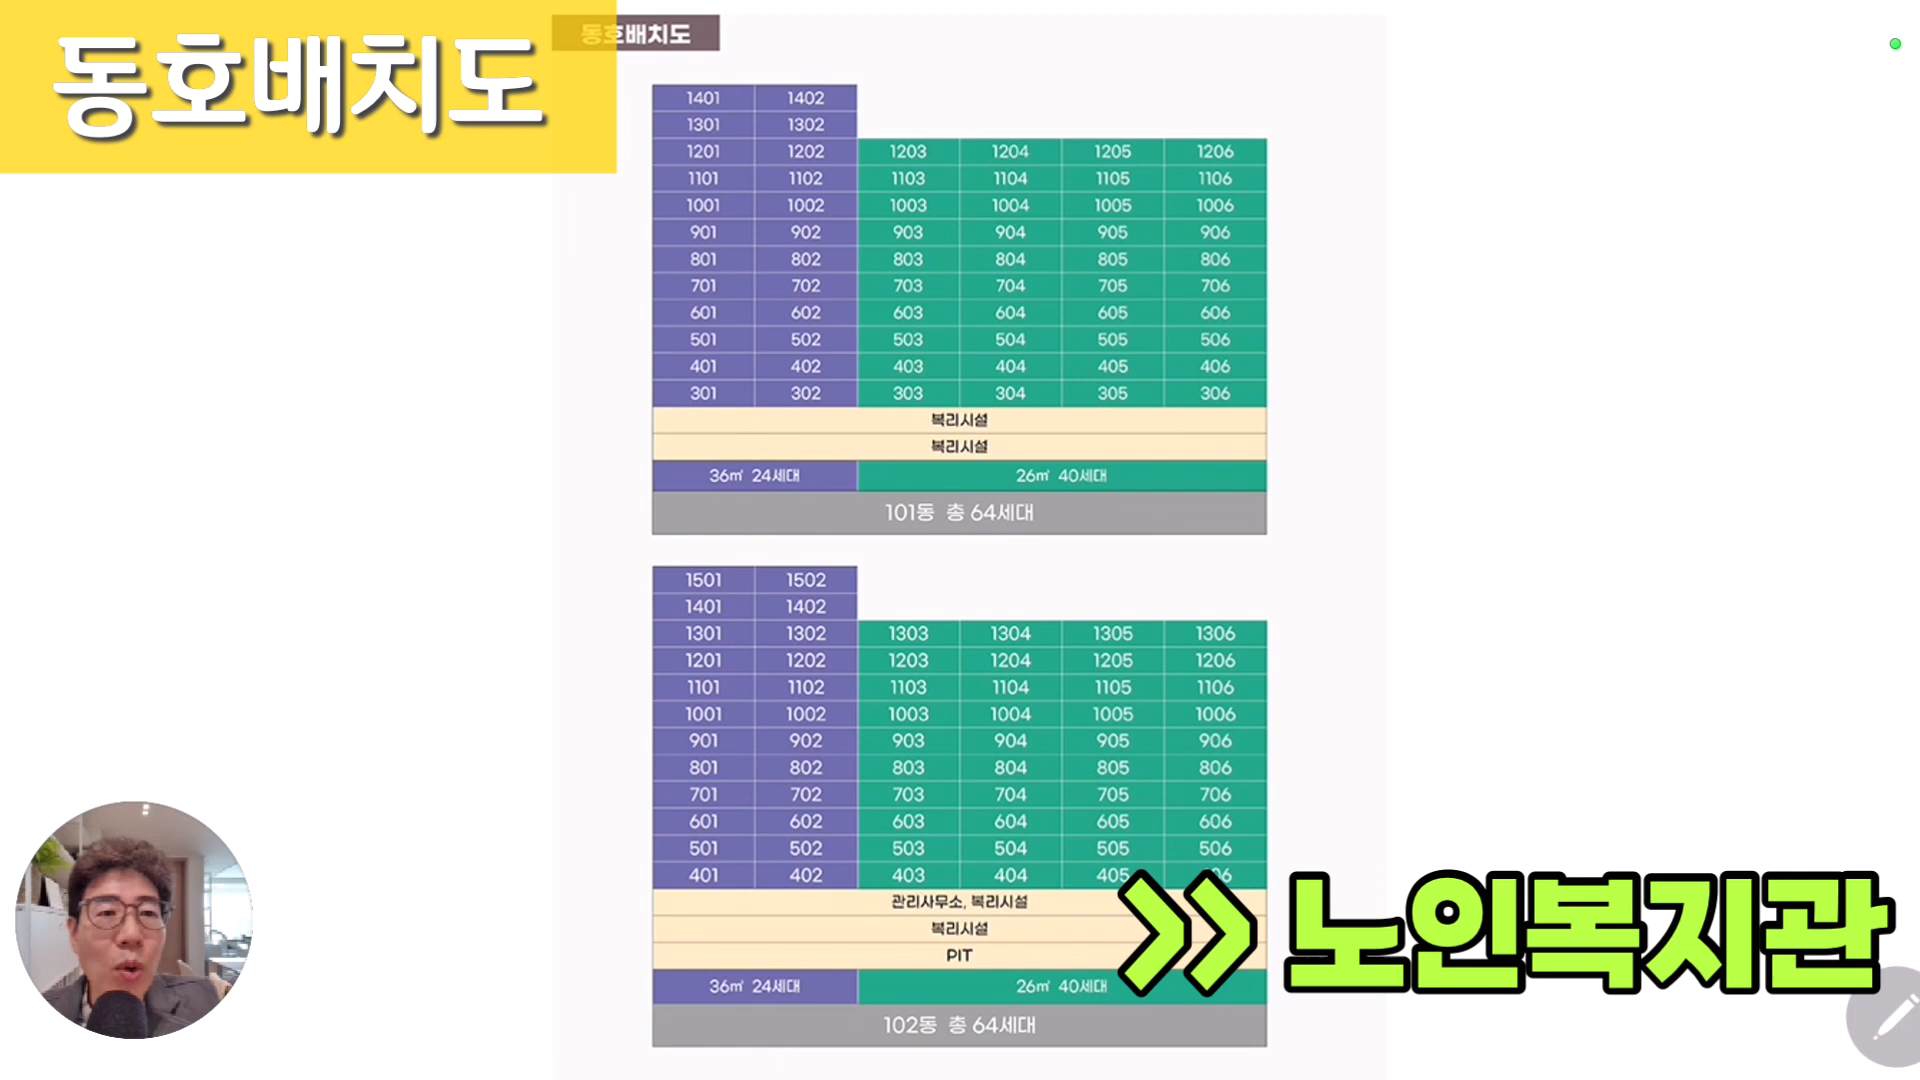 동호배치도
동호배치도
1401 1402
1301 1302
1201 1202 1203 1204 1205 1206
1101 1102 1103 1104 1105 1106
1001 1002 1003 1004 1005 1006
901 902 903 904 905 906
801 802 803 804 805 806
701 702 703 704 705 706
601 602 603 604 605 606
501 502 503 504 505 506
401 402 403 404 405 406
301 302 303 304 305 306
복리시설
복리시설
36㎡ 24세대 26㎡ 40세대
101동 총 64세대
1501 1502
1401 1402
1301 1302 1303 1304 1305 1306
1201 1202 1203 1204 1205 1206
1101 1102 1103 1104 1105 1106
1001 1002 1003 1004 1005 1006
901 902 903 904 905 906
801 802 803 804 805 806
701 702 703 704 705 706
601 602 603 604 605 606
501 502 503 504 505 506
401 402 403 404 405
관리사무소, 복리시설
복리시설
PIT
36㎡ 24세대 26㎡ 40세대
102동 총 64세대
노인복지관